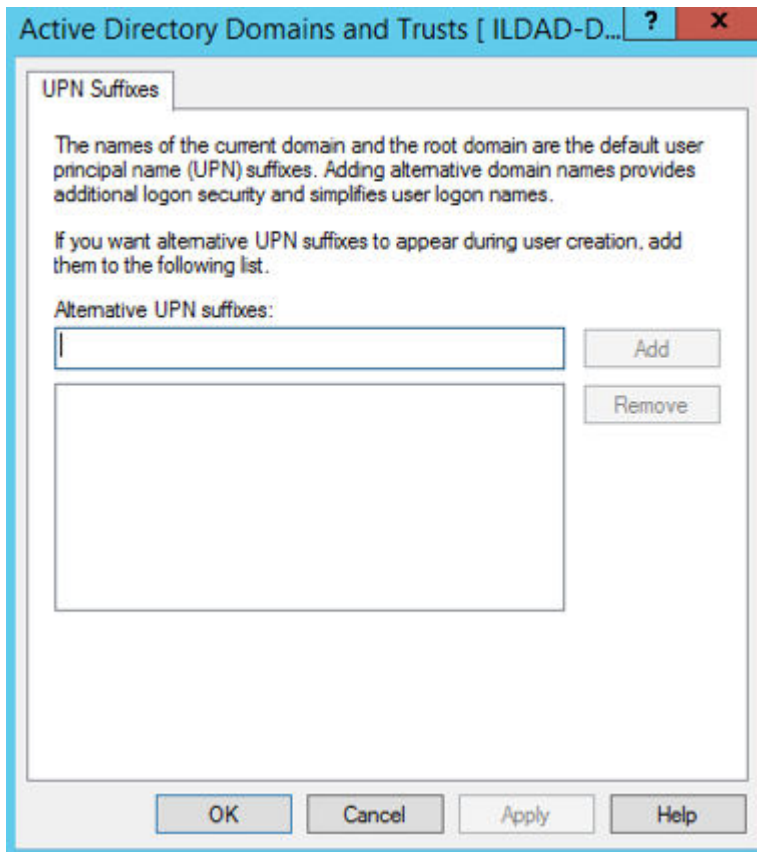 Active Directory Domains and Trusts [ ILDAD-D... ? x
UPN Suffixes
The names of the current domain and the root domain are the default user
principal name (UPN) suffixes. Adding alternative domain names provides
additional logon security and simplifies user logon names.
If you want alternative UPN suffixes to appear during user creation, add
them to the following list.
Alternative UPN suffixes:
Add
Remove
OK Cancel Apply Help